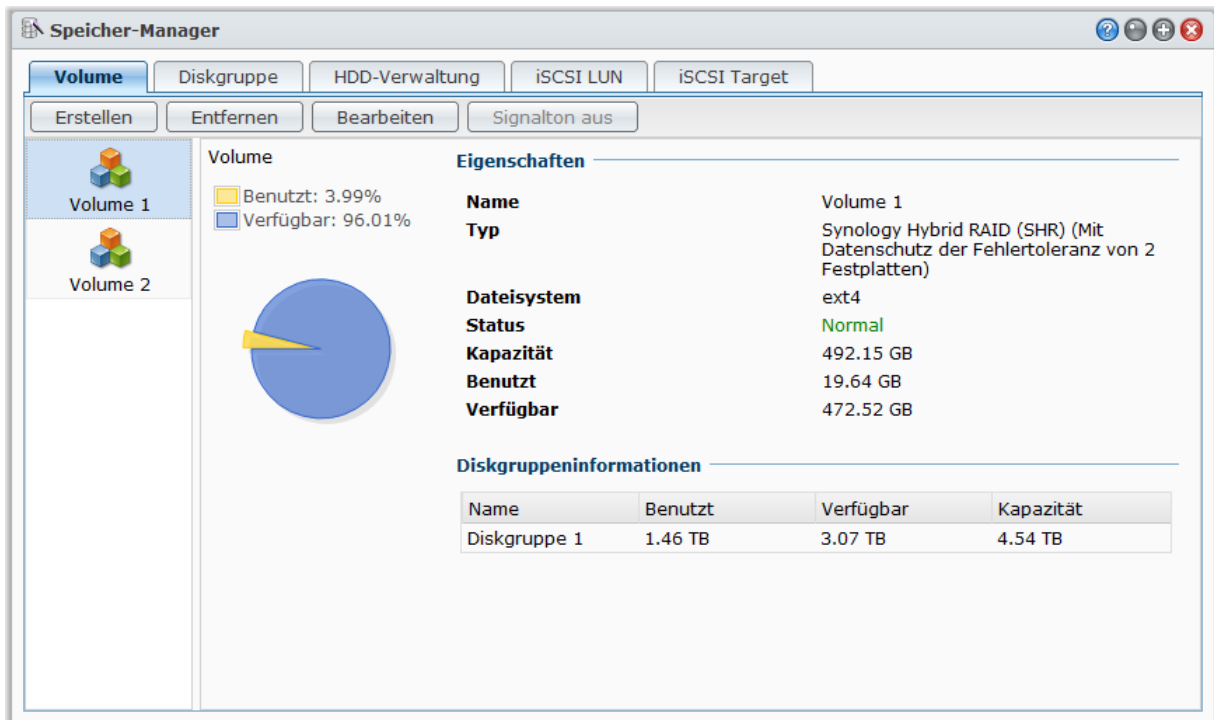 Speicher-Manager
Volume Diskgruppe HDD-Verwaltung iSCSI LUN iSCSI Target
Erstellen Entfernen Bearbeiten Signalton aus
Volume 1
Volume 2
Volume
Benutzt: 3.99%
Verfügbar: 96.01%
Eigenschaften
Name Volume 1
Typ Synology Hybrid RAID (SHR) (Mit
Datenschutz der Fehlertoleranz von 2
Festplatten)
Dateisystem ext4
Status Normal
Kapazität 492.15 GB
Benutzt 19.64 GB
Verfügbar 472.52 GB
Diskgruppeninformationen
Name Benutzt Verfügbar Kapazität
Diskgruppe 1 1.46 TB 3.07 TB 4.54 TB